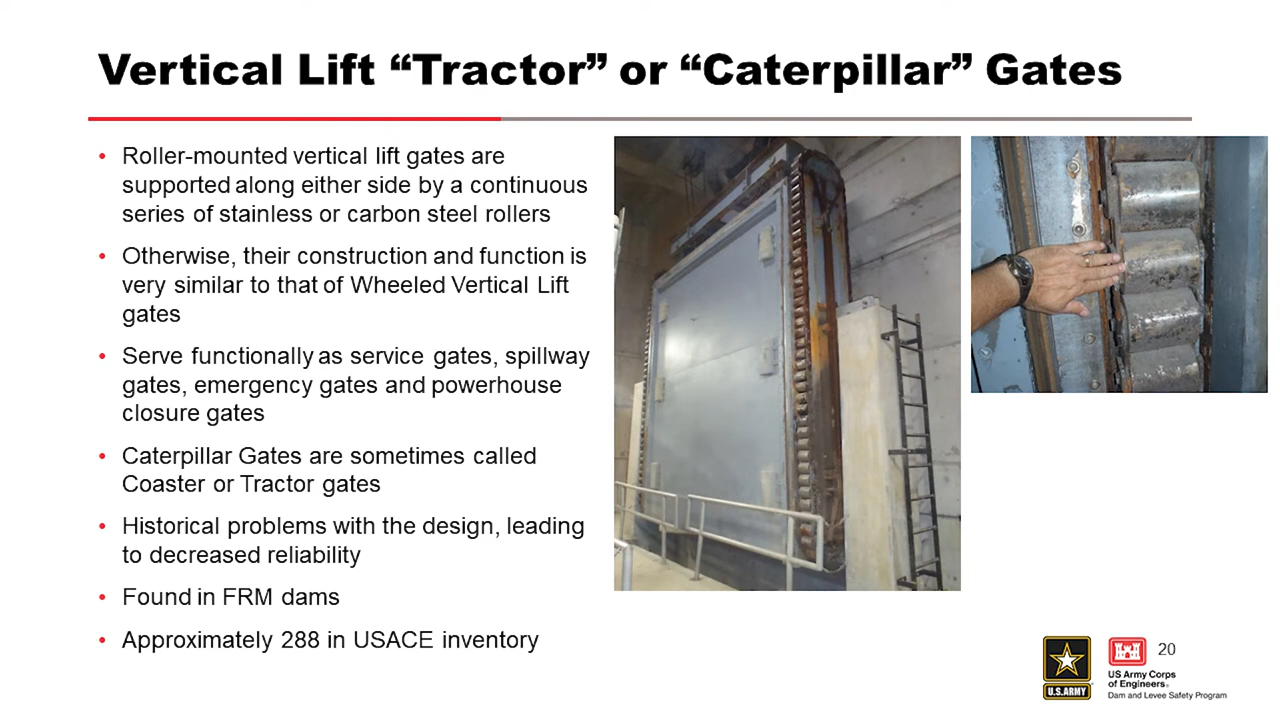 Vertical Lift “Tractor” or “Caterpillar” Gates
• Roller-mounted vertical lift gates are
supported along either side by a continuous
series of stainless or carbon steel rollers
• Otherwise, their construction and function is
very similar to that of Wheeled Vertical Lift
gates
• Serve functionally as service gates, spillway
gates, emergency gates and powerhouse
closure gates
• Caterpillar Gates are sometimes called
Coaster or Tractor gates
• Historical problems with the design, leading
to decreased reliability
• Found in FRM dams
• Approximately 288 in USACE inventory
U.S.ARMY
US Army Corps
of Engineers®
Dam and Levee Safety Program
20